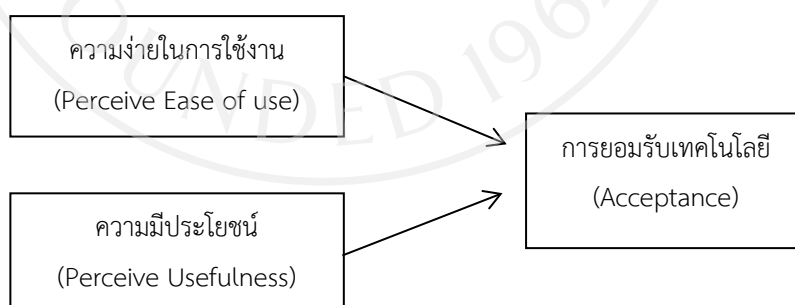 OUNDED 196
ความง่ายในการใช้งาน
(Perceive Ease of use)
การยอมรับเทคโนโลยี
(Acceptance)
ความมีประโยชน์
(Perceive Usefulness)